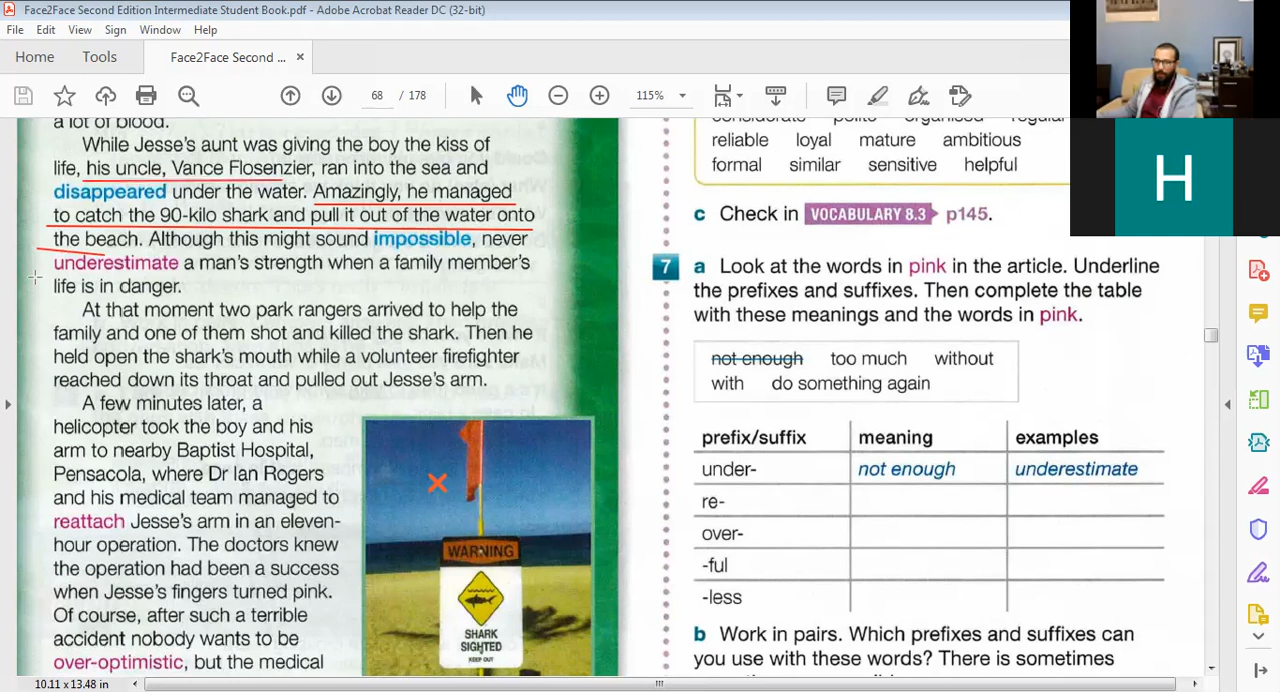 Face2Face Second Edition Intermediate Student Book.pdf - Adobe Acrobat Reader DC (32-bit)
File Edit View Sign Window Help
Home Tools Face2Face Second ... ×
68 / 178 115%
a lot of blood.
While Jesse's aunt was giving the boy the kiss of
life, his uncle, Vance Flosenzier, ran into the sea and
disappeared under the water. Amazingly, he managed
to catch the 90-kilo shark and pull it out of the water onto
the beach. Although this might sound impossible, never
underestimate a man's strength when a family member's
life is in danger.
At that moment two park rangers arrived to help the
family and one of them shot and killed the shark. Then he
held open the shark's mouth while a volunteer firefighter
reached down its throat and pulled out Jesse's arm.
A few minutes later, a
helicopter took the boy and his
arm to nearby Baptist Hospital,
Pensacola, where Dr Ian Rogers
and his medical team managed to
reattach Jesse's arm in an eleven-
hour operation. The doctors knew
the operation had been a success
when Jesse's fingers turned pink.
Of course, after such a terrible
accident nobody wants to be
over-optimistic, but the medical
WARNING
SHARK
SIGHTED
KEEP OUT
considerate polite organised regular
reliable loyal mature ambitious
formal similar sensitive helpful
c Check in VOCABULARY 8.3 p145.
7 a Look at the words in pink in the article. Underline
the prefixes and suffixes. Then complete the table
with these meanings and the words in pink.
not enough too much without
with do something again
prefix/suffix meaning examples
under- not enough underestimate
re-
over-
-ful
-less
b Work in pairs. Which prefixes and suffixes can
you use with these words? There is sometimes
H
10.11 x 13.48 in